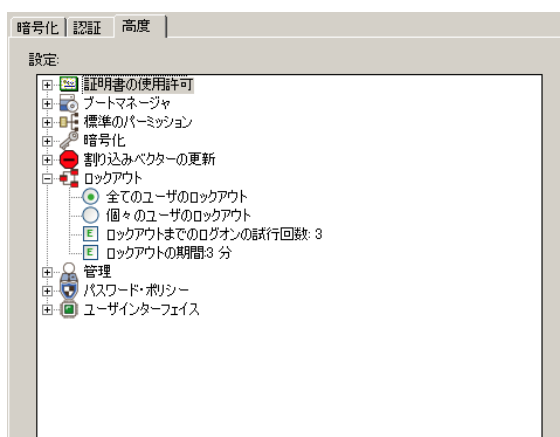 暗号化 認証 高度
設定:
証明書の使用許可
ブートマネージャ
標準のパーミッション
暗号化
割り込みベクターの更新
ロックアウト
全てのユーザのロックアウト
個々のユーザのロックアウト
E ロックアウトまでのログオンの試行回数: 3
E ロックアウトの期間:3 分
管理
パスワード・ポリシー
ユーザインターフェイス